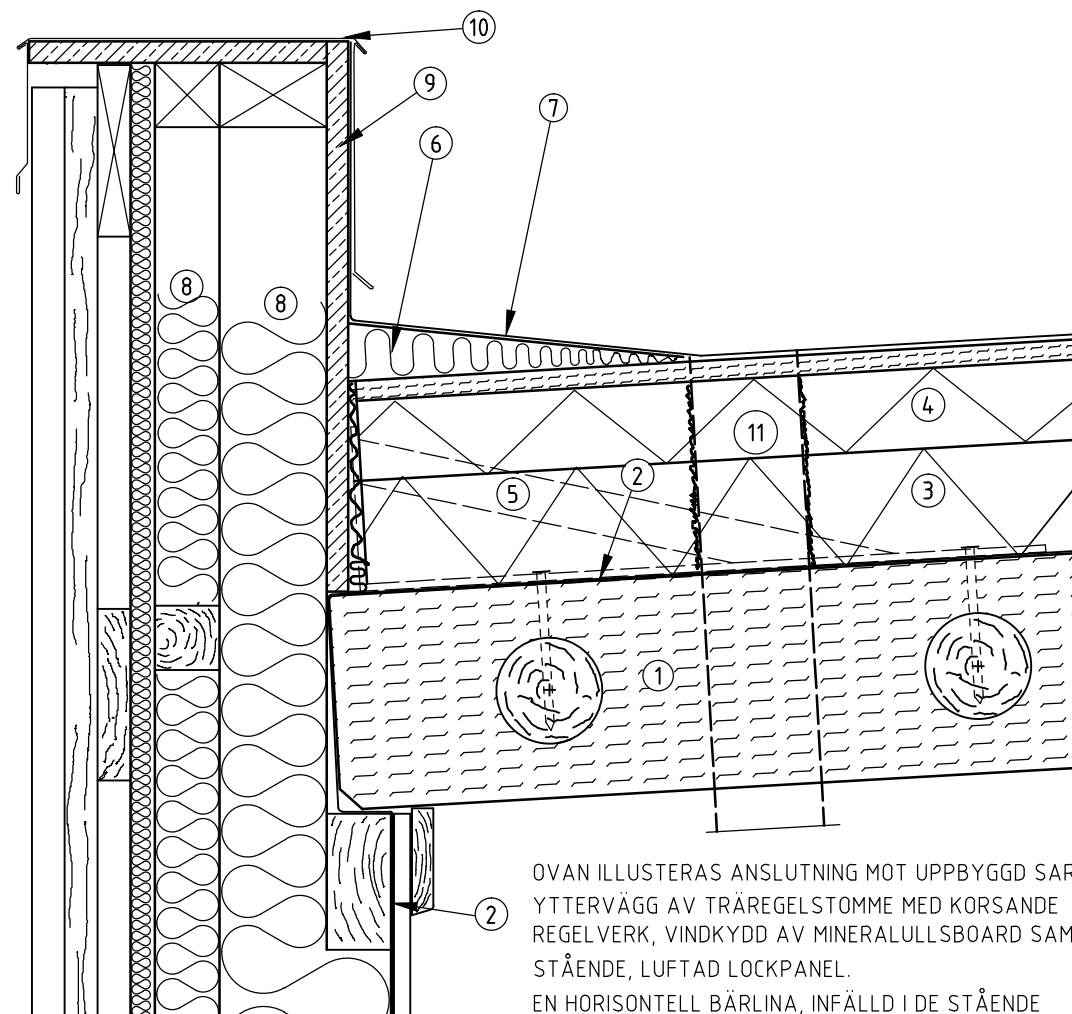 10
9
7
6
8
8
4
11
2
5
3
1
2
OVAN ILLUSTERAS ANSLUTNING MOT UPPBYGGD SAR
YTTERVÄGG AV TRÄREGELSTOMME MED KORSANDE
REGELVERK, VINDKYDD AV MINERALULLSBOARD SAM
STÅENDE, LUFTAD LOCKPANEL.
EN HORISONTELL BÄRLINA, INFÄLLD I DE STÅENDE